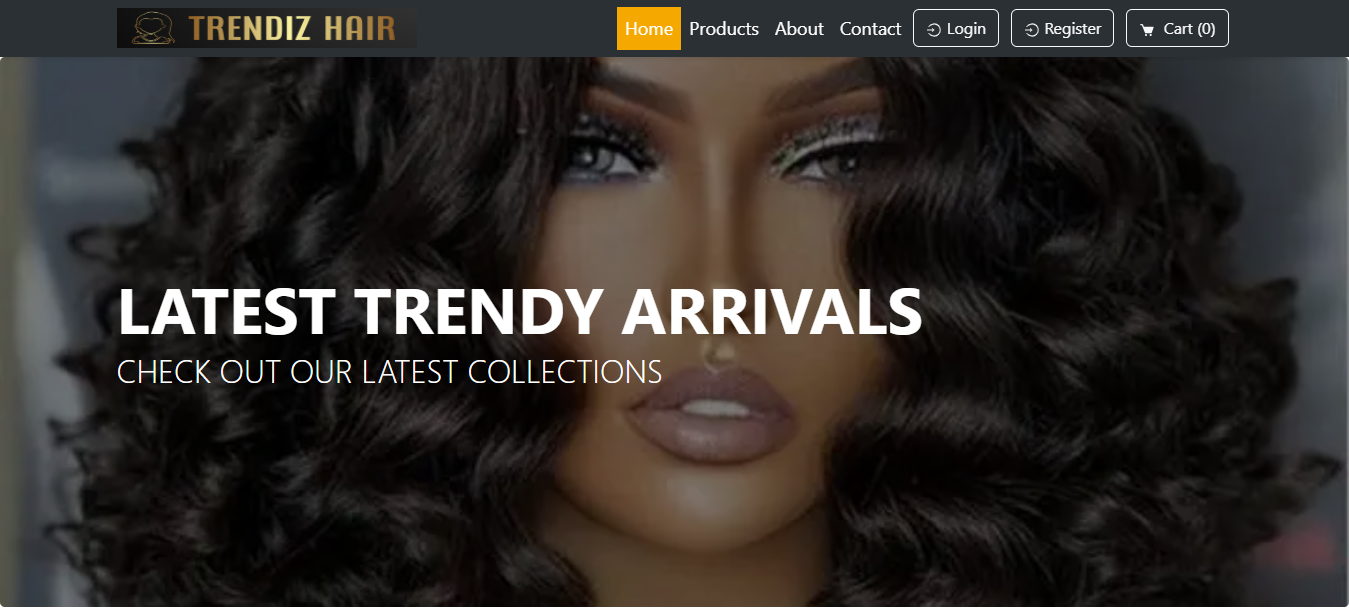 TRENDIZ HAIR
Home Products About Contact Login Register Cart (0)
LATEST TRENDY ARRIVALS
CHECK OUT OUR LATEST COLLECTIONS